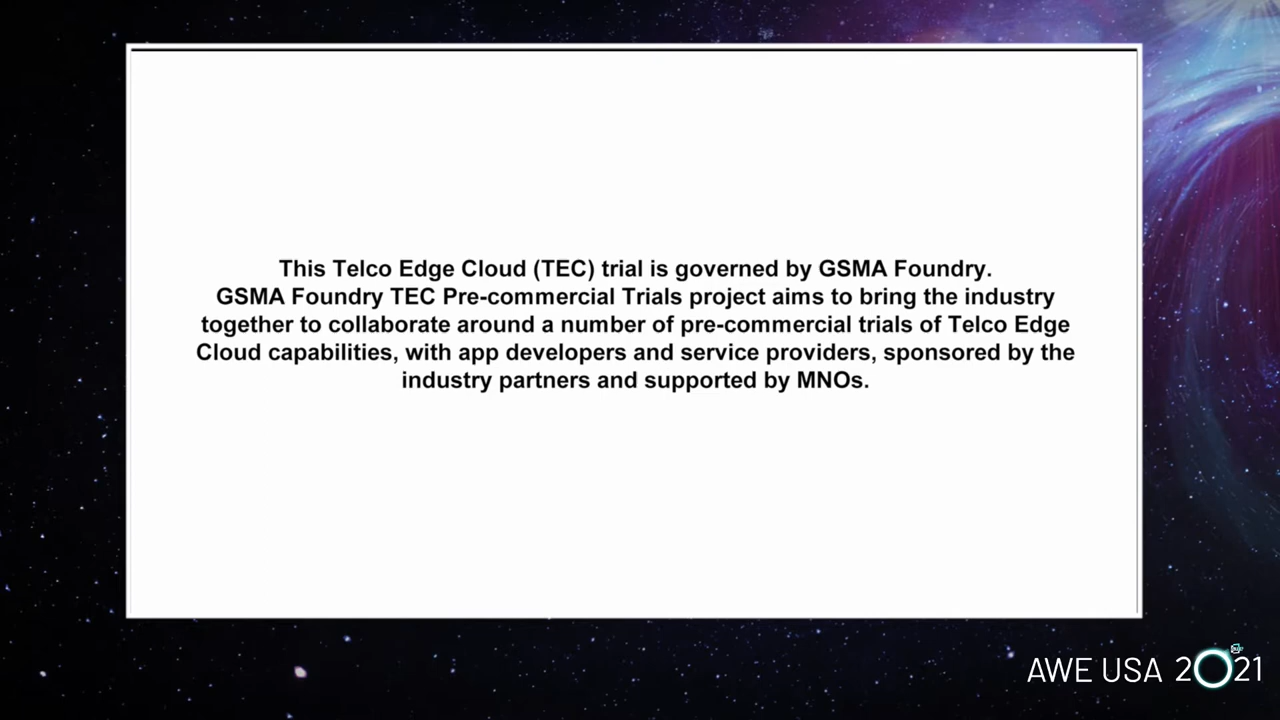 This Telco Edge Cloud (TEC) trial is governed by GSMA Foundry.
GSMA Foundry TEC Pre-commercial Trials project aims to bring the industry
together to collaborate around a number of pre-commercial trials of Telco Edge
Cloud capabilities, with app developers and service providers, sponsored by the
industry partners and supported by MNOs.
AWE USA 2021